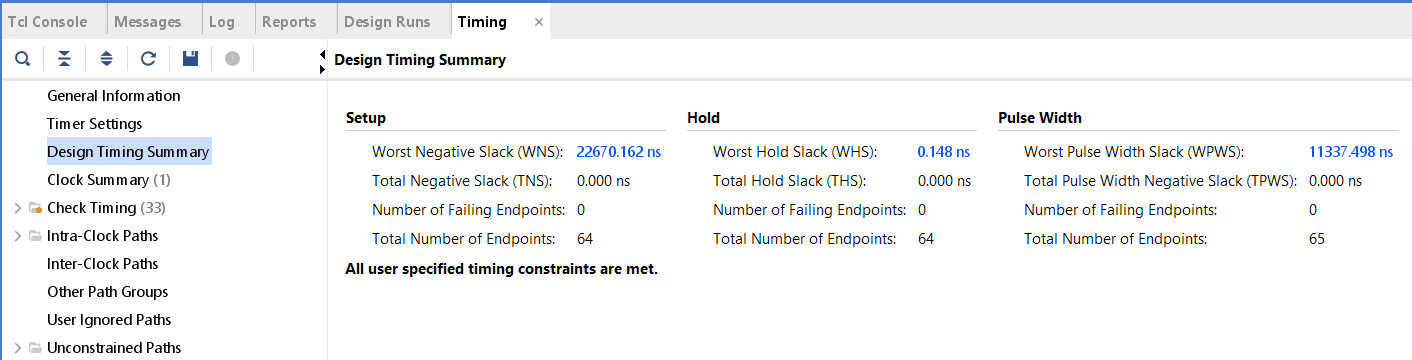 Tcl Console Messages Log Reports Design Runs Timing ×
Design Timing Summary
General Information
Timer Settings
Design Timing Summary
Clock Summary (1)
Check Timing (33)
Intra-Clock Paths
Inter-Clock Paths
Other Path Groups
User Ignored Paths
Unconstrained Paths
Setup Hold Pulse Width
Worst Negative Slack (WNS): 22670.162 ns Worst Hold Slack (WHS): 0.148 ns Worst Pulse Width Slack (WPWS): 11337.498 ns
Total Negative Slack (TNS): 0.000 ns Total Hold Slack (THS): 0.000 ns Total Pulse Width Negative Slack (TPWS): 0.000 ns
Number of Failing Endpoints: 0 Number of Failing Endpoints: 0 Number of Failing Endpoints: 0
Total Number of Endpoints: 64 Total Number of Endpoints: 64 Total Number of Endpoints: 65
All user specified timing constraints are met.